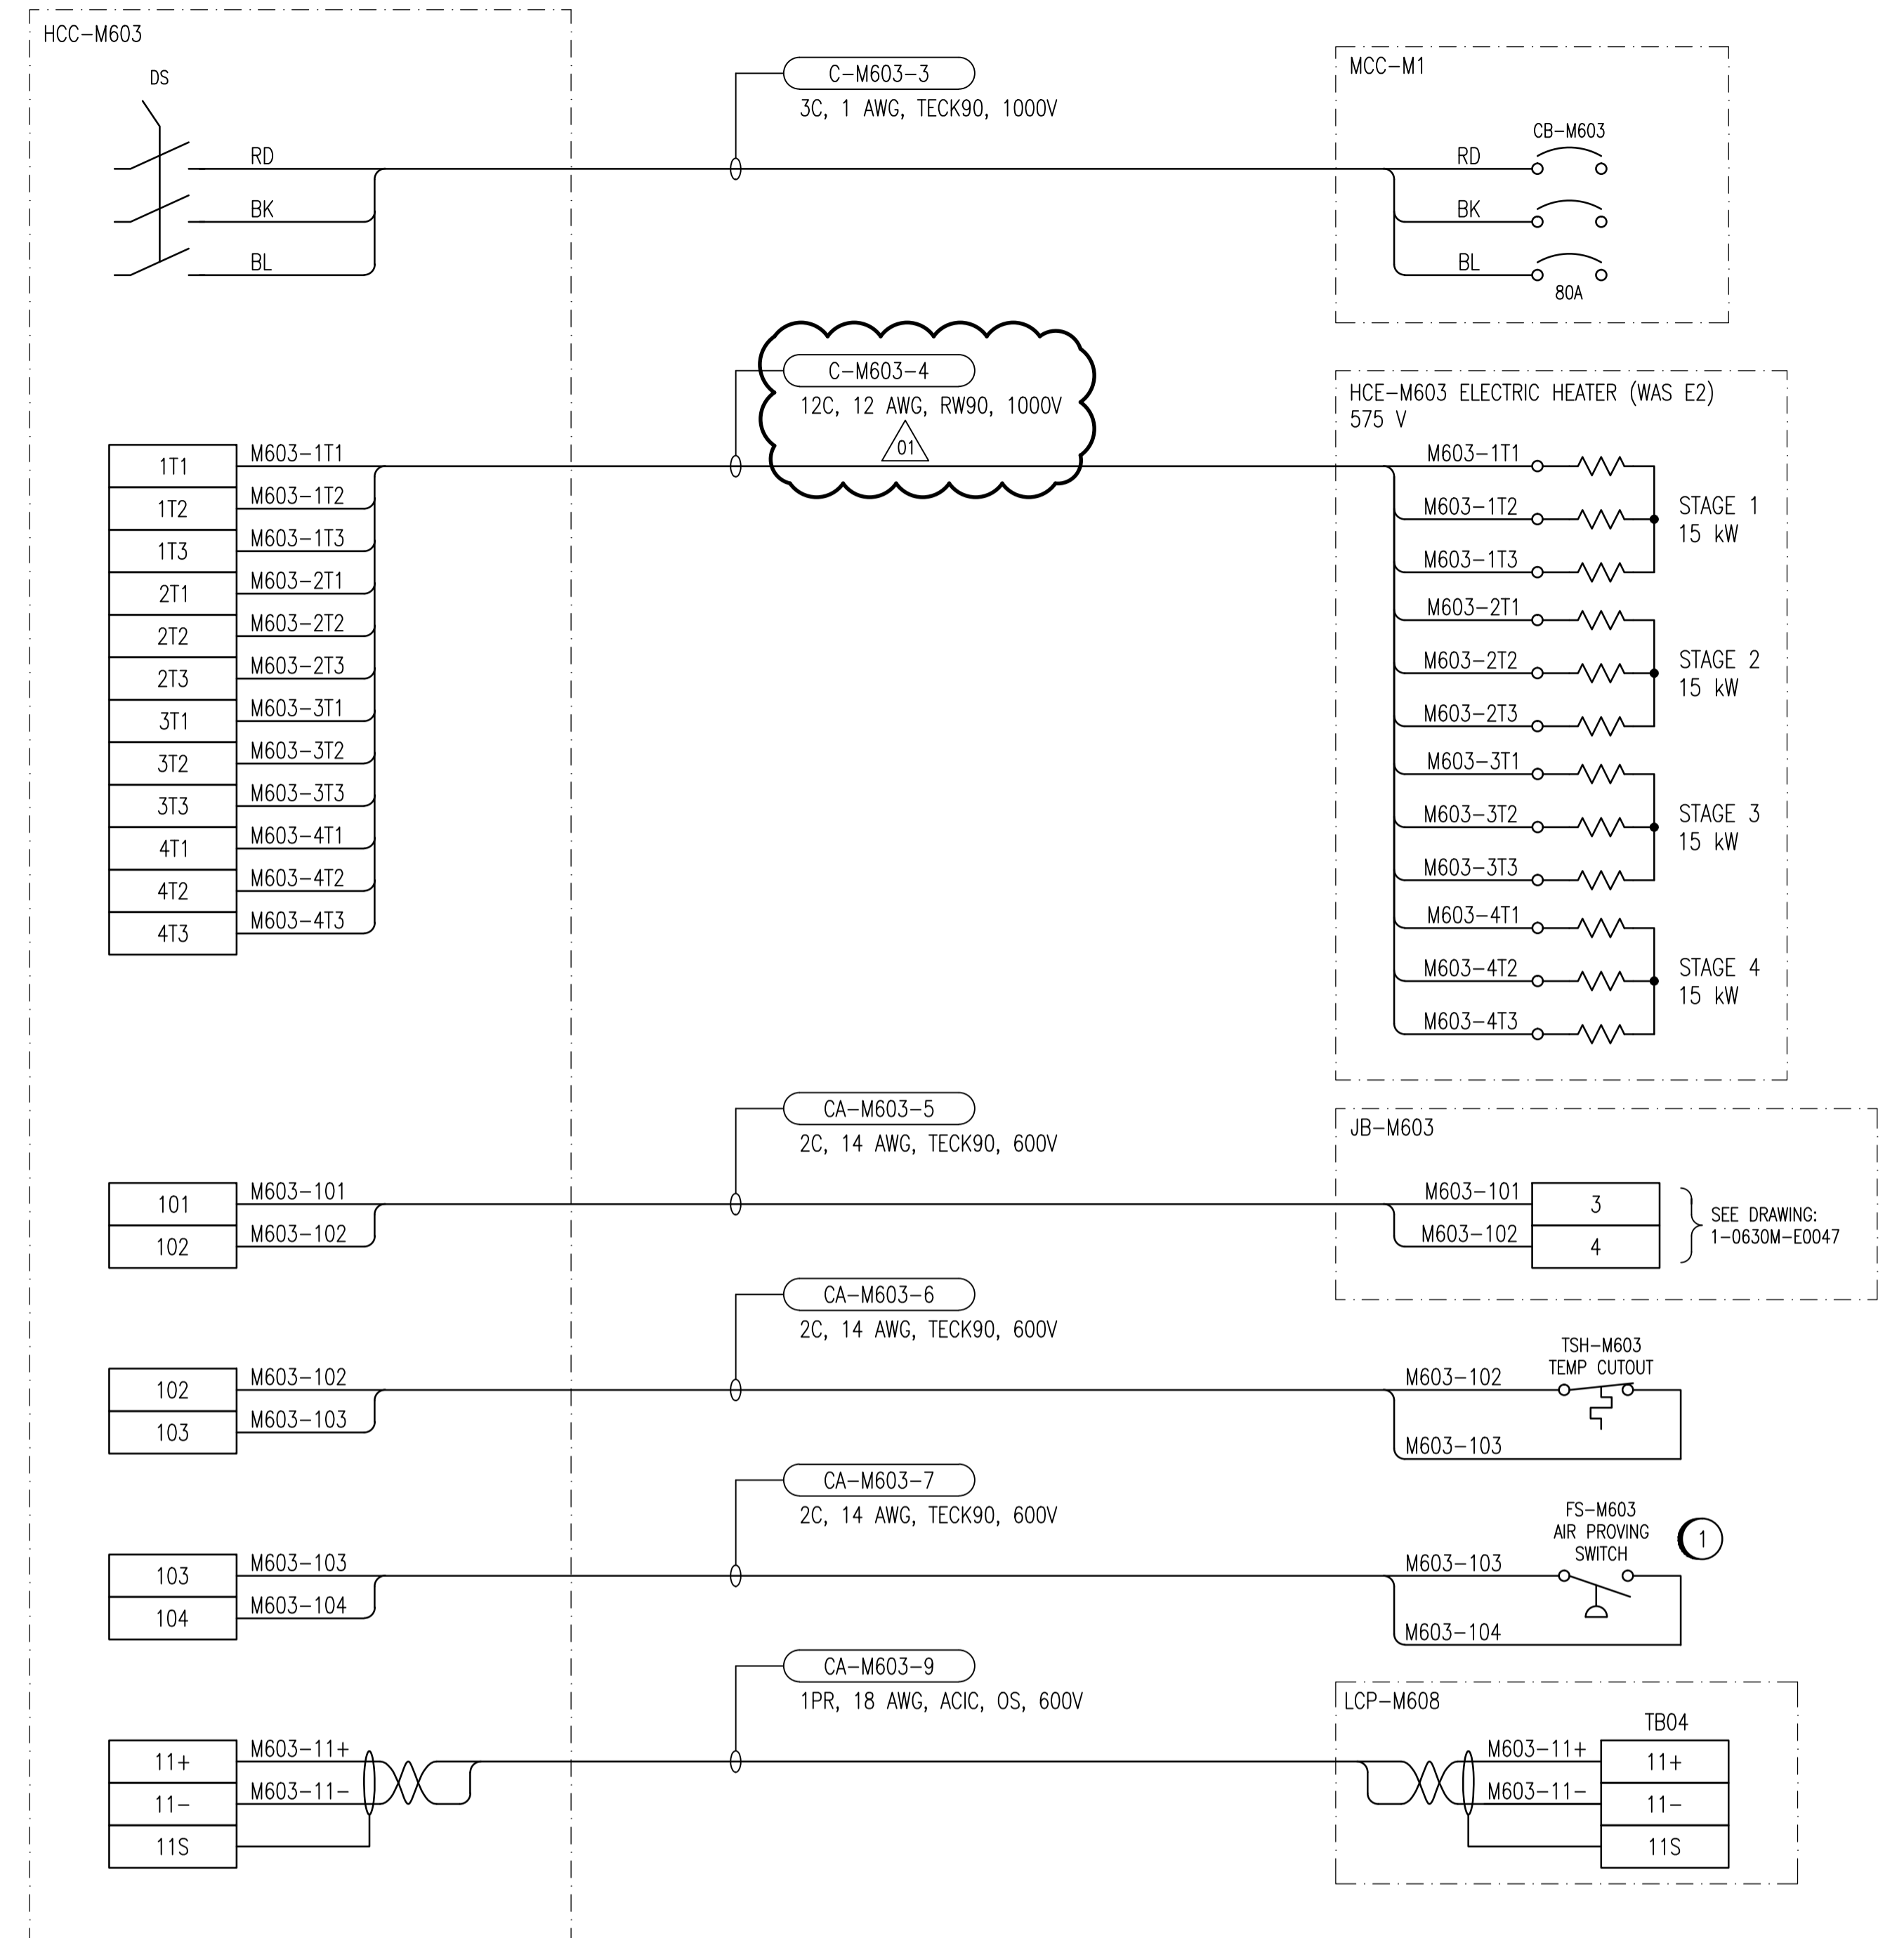 HCC-M603
DS
RD
BK
BL
C-M603-3
3C, 1 AWG, TECK90, 1000V
MCC-M1
CB-M603
RD
BK
BL
80A
C-M603-4
12C, 12 AWG, RW90, 1000V
01
HCE-M603 ELECTRIC HEATER (WAS E2)
575 V
1T1
M603-1T1
1T2
M603-1T2
1T3
M603-1T3
2T1
M603-2T1
2T2
M603-2T2
2T3
M603-2T3
3T1
M603-3T1
3T2
M603-3T2
3T3
M603-3T3
4T1
M603-4T1
4T2
M603-4T2
4T3
M603-4T3
M603-1T1
M603-1T2
M603-1T3
STAGE 1
15 kW
M603-2T1
M603-2T2
M603-2T3
STAGE 2
15 kW
M603-3T1
M603-3T2
M603-3T3
STAGE 3
15 kW
M603-4T1
M603-4T2
M603-4T3
STAGE 4
15 kW
CA-M603-5
2C, 14 AWG, TECK90, 600V
JB-M603
101
M603-101
102
M603-102
M603-101
3
M603-102
4
SEE DRAWING:
1-0630M-E0047
CA-M603-6
2C, 14 AWG, TECK90, 600V
102
M603-102
103
M603-103
TSH-M603
TEMP CUTOUT
M603-102
M603-103
CA-M603-7
2C, 14 AWG, TECK90, 600V
103
M603-103
104
M603-104
FS-M603
AIR PROVING
SWITCH
1
M603-103
M603-104
CA-M603-9
1PR, 18 AWG, ACIC, OS, 600V
11+
M603-11+
11-
M603-11-
11S
LCP-M608
TB04
M603-11+
11+
M603-11-
11-
11S